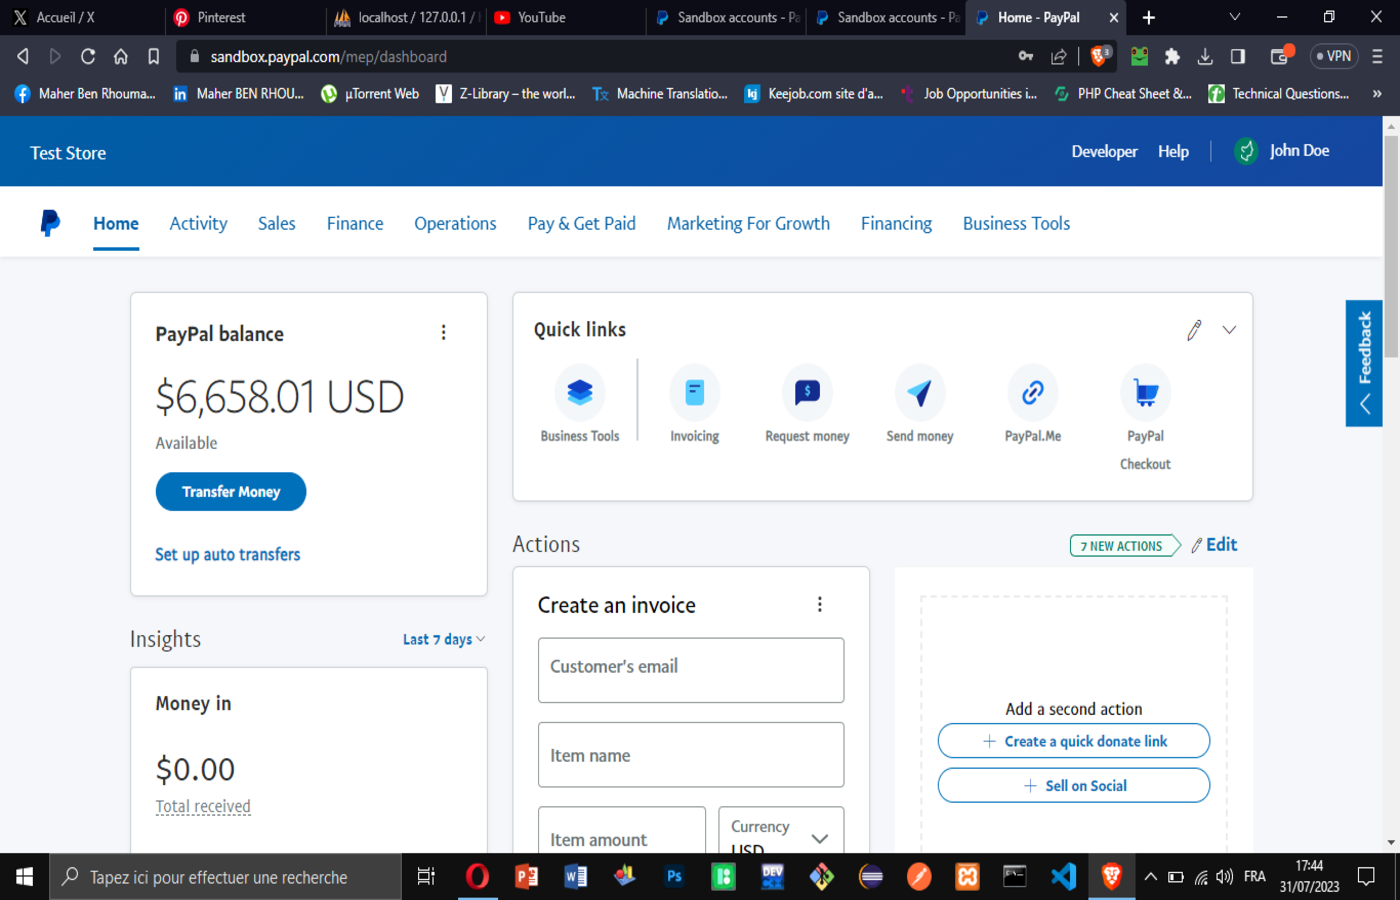 Accueil / X
Pinterest
localhost / 127.0.0.1 /
YouTube
Sandbox accounts - Pa
Sandbox accounts - Pa
Home - PayPal
sandbox.paypal.com/mep/dashboard
3
VPN
Maher Ben Rhouma...
Maher BEN RHOU...
µTorrent Web
Z-Library – the worl...
Machine Translatio...
Keejob.com site d'a...
Job Opportunities i...
PHP Cheat Sheet &...
Technical Questions...
»
Test Store
Developer
Help
John Doe
Home
Activity
Sales
Finance
Operations
Pay & Get Paid
Marketing For Growth
Financing
Business Tools
PayPal balance
$6,658.01 USD
Available
Transfer Money
Set up auto transfers
Quick links
Business Tools
Invoicing
Request money
Send money
PayPal.Me
PayPal
Checkout
Feedback
Actions
7 NEW ACTIONS
Edit
Create an invoice
Customer's email
Item name
Item amount
Currency
USD
Add a second action
Create a quick donate link
Sell on Social
Insights
Last 7 days
Money in
$0.00
Total received
Tapez ici pour effectuer une recherche
Ps
DEV
FRA
17:44
31/07/2023